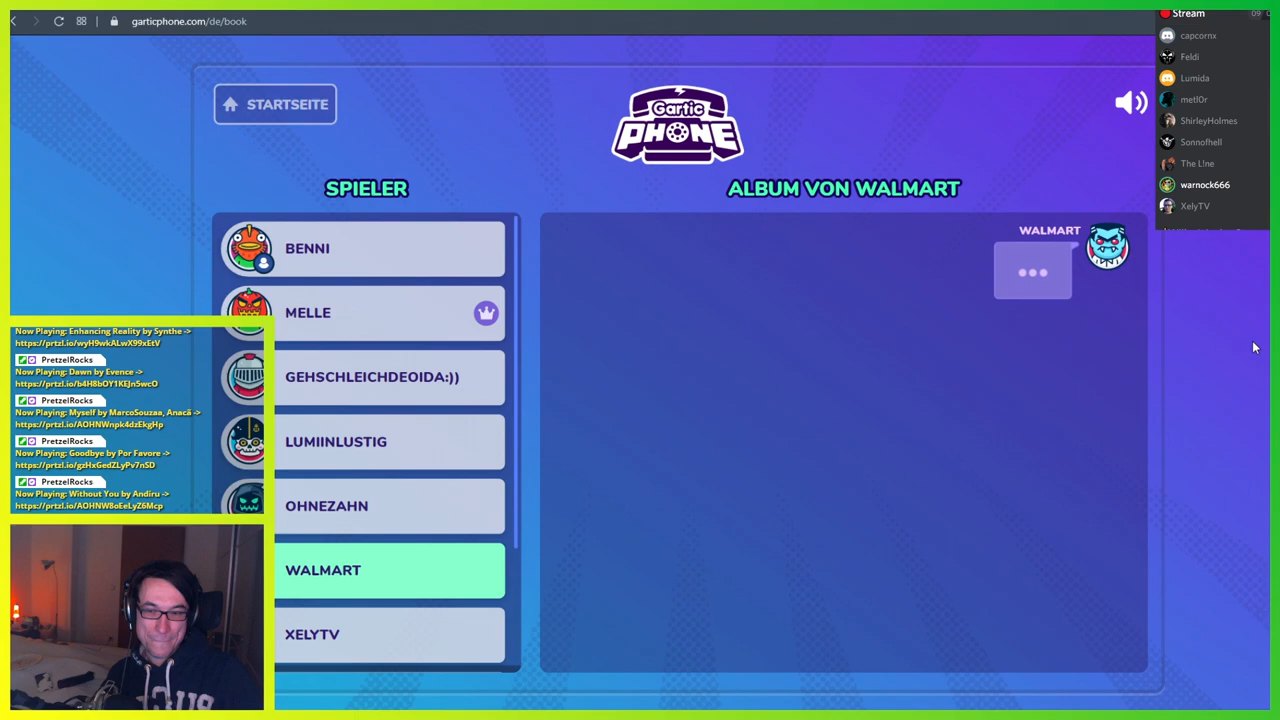 garticphone.com/de/book
STARTSEITE
Gartic
PHONE
SPIELER
ALBUM VON WALMART
BENNI
MELLE
GEHSCHLEICHDEOIDA:))
LUMIINLUSTIG
OHNEZAHN
WALMART
XELYTV
WALMART
Stream
09
capcornx
Feldi
Lumida
metl0r
ShirleyHolmes
Sonnofhell
The L!ne
warnock666
XelyTV
Now Playing: Enhancing Reality by Synthe ->
https://prtzl.io/wyH9wkALwX99xEtV
PretzelRocks
Now Playing: Dawn by Evence ->
https://prtzl.io/b4H8bOY1KEJn5wcO
PretzelRocks
Now Playing: Myself by MarcoSouzaa, Anacã ->
https://prtzl.io/AOHNWnpk4dzEkgHp
PretzelRocks
Now Playing: Goodbye by Por Favore ->
https://prtzl.io/gzHxGedZLyPv7nSD
PretzelRocks
Now Playing: Without You by Andiru ->
https://prtzl.io/AOHNW8oEeLyZ6Mcp